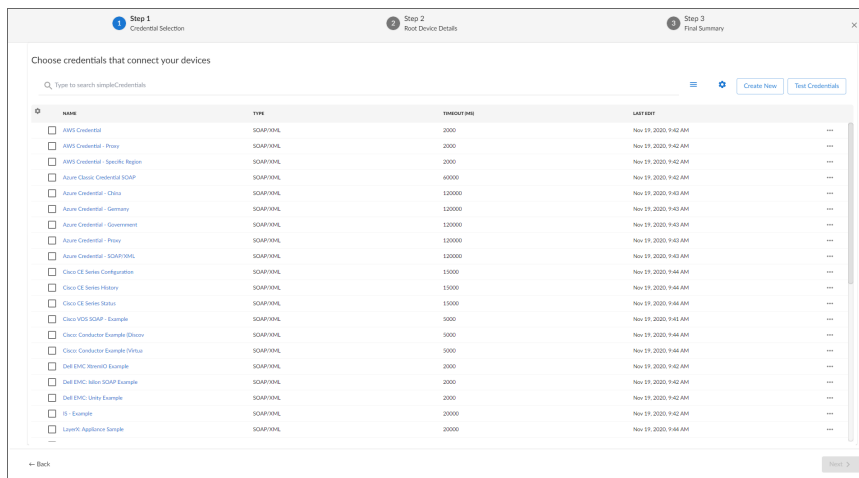 1 Step 1 2 Step 2 3 Step 3
Credential Selection Root Device Details Final Summary
Choose credentials that connect your devices
Type to search simpleCredentials Create New Test Credentials
NAME TYPE TIMEOUT (MS) LAST EDIT
AWS Credential SOAP/XML 2000 Nov 19, 2020, 9:42 AM
AWS Credential - Proxy SOAP/XML 2000 Nov 19, 2020, 9:42 AM
AWS Credential - Specific Region SOAP/XML 2000 Nov 19, 2020, 9:42 AM
Azure Classic Credential SOAP SOAP/XML 60000 Nov 19, 2020, 9:42 AM
Azure Credential - China SOAP/XML 120000 Nov 19, 2020, 9:43 AM
Azure Credential - Germany SOAP/XML 120000 Nov 19, 2020, 9:43 AM
Azure Credential - Government SOAP/XML 120000 Nov 19, 2020, 9:43 AM
Azure Credential - Proxy SOAP/XML 120000 Nov 19, 2020, 9:43 AM
Azure Credential - SOAP/XML SOAP/XML 120000 Nov 19, 2020, 9:43 AM
Cisco CE Series Configuration SOAP/XML 15000 Nov 19, 2020, 9:44 AM
Cisco CE Series History SOAP/XML 15000 Nov 19, 2020, 9:44 AM
Cisco CE Series Status SOAP/XML 15000 Nov 19, 2020, 9:44 AM
Cisco VOS SOAP - Example SOAP/XML 5000 Nov 19, 2020, 9:41 AM
Cisco: Conductor Example (Discov SOAP/XML 5000 Nov 19, 2020, 9:44 AM
Cisco: Conductor Example (Virtua SOAP/XML 5000 Nov 19, 2020, 9:44 AM
Dell EMC XtremIO Example SOAP/XML 2000 Nov 19, 2020, 9:42 AM
Dell EMC: Isilon SOAP Example SOAP/XML 2000 Nov 19, 2020, 9:42 AM
Dell EMC: Unity Example SOAP/XML 2000 Nov 19, 2020, 9:42 AM
IS - Example SOAP/XML 20000 Nov 19, 2020, 9:42 AM
LayerX: Appliance Sample SOAP/XML 20000 Nov 19, 2020, 9:44 AM
← Back Next >